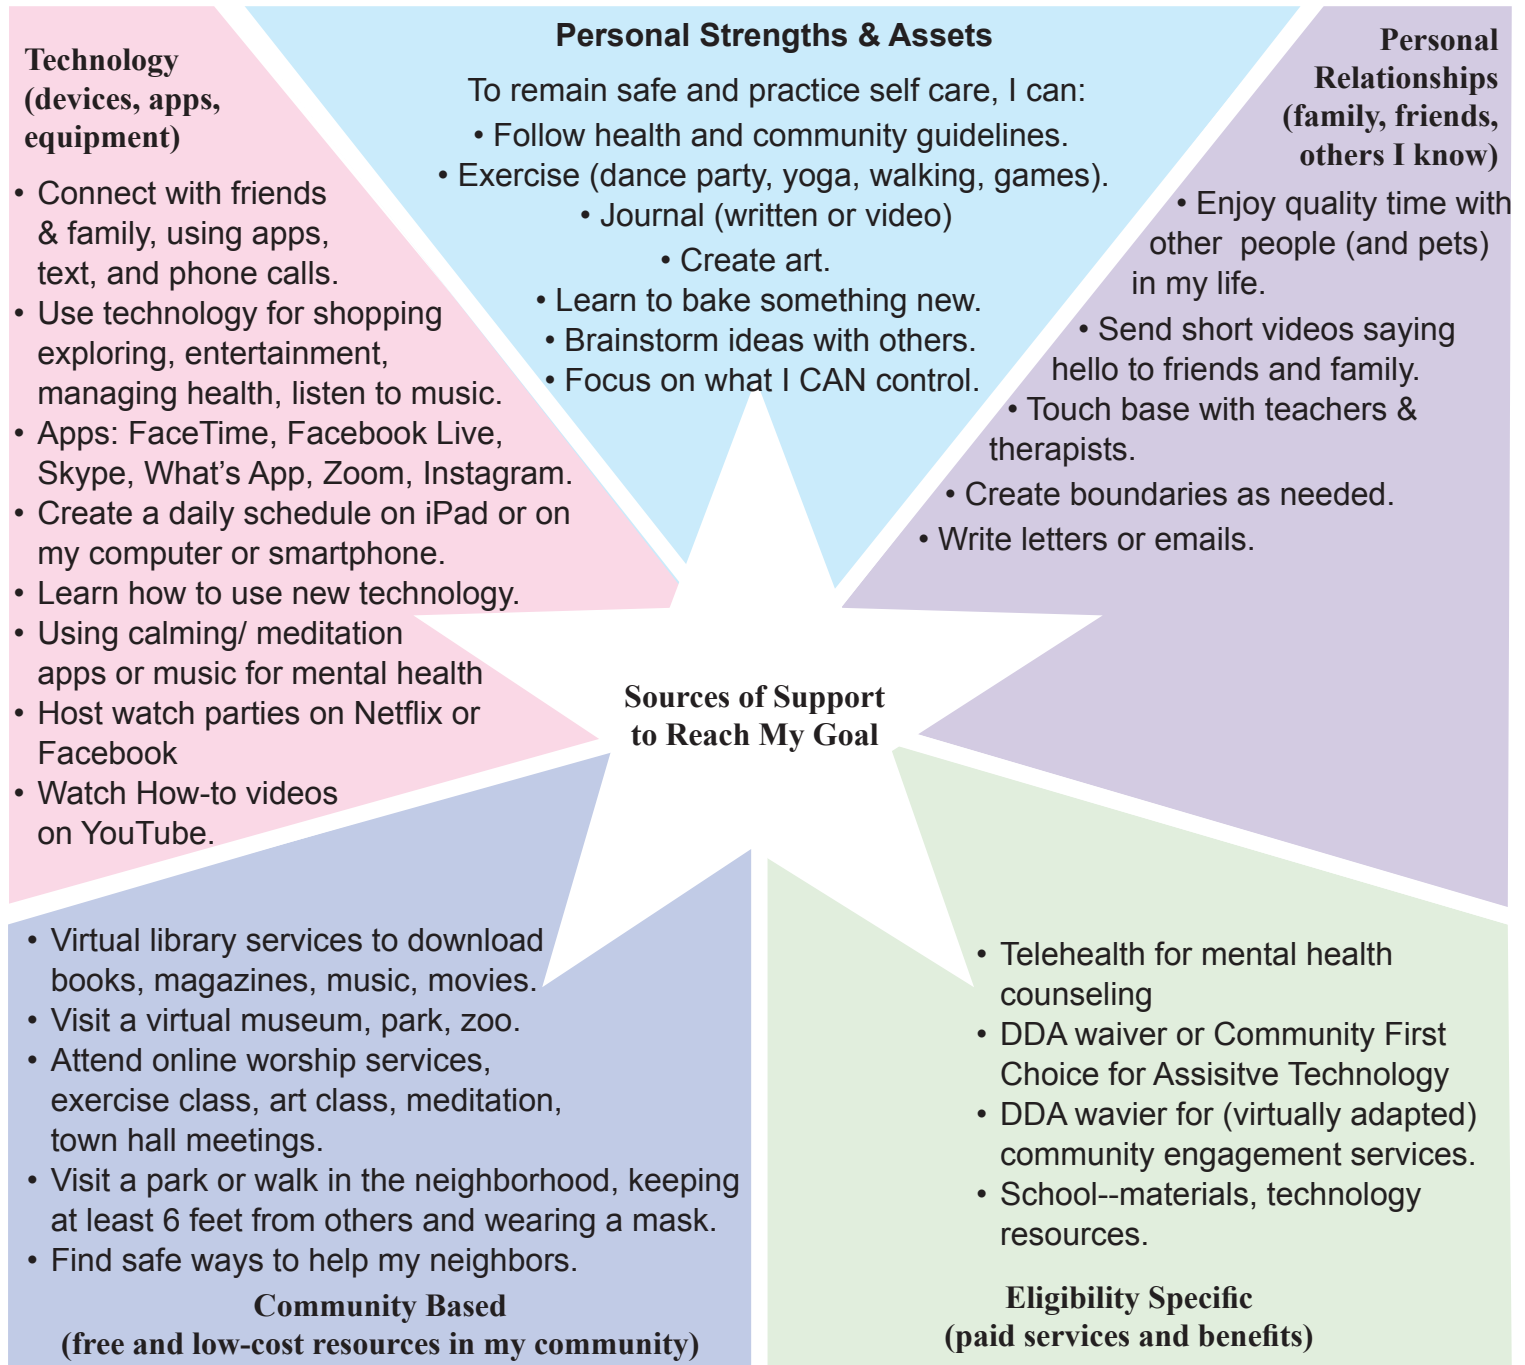 Technology
(devices, apps,
equipment)
• Connect with friends
& family, using apps,
text, and phone calls.
• Use technology for shopping
exploring, entertainment,
managing health, listen to music.
• Apps: FaceTime, Facebook Live,
Skype, What’s App, Zoom, Instagram.
• Create a daily schedule on iPad or on
my computer or smartphone.
• Learn how to use new technology.
• Using calming/ meditation
apps or music for mental health
• Host watch parties on Netflix or
Facebook
• Watch How-to videos
on YouTube.
Personal Strengths & Assets
To remain safe and practice self care, I can:
• Follow health and community guidelines.
• Exercise (dance party, yoga, walking, games).
• Journal (written or video)
• Create art.
• Learn to bake something new.
• Brainstorm ideas with others.
• Focus on what I CAN control.
Personal
Relationships
(family, friends,
others I know)
• Enjoy quality time with
other people (and pets)
in my life.
• Send short videos saying
hello to friends and family.
• Touch base with teachers &
therapists.
• Create boundaries as needed.
• Write letters or emails.
Sources of Support
to Reach My Goal
• Virtual library services to download
books, magazines, music, movies.
• Visit a virtual museum, park, zoo.
• Attend online worship services,
exercise class, art class, meditation,
town hall meetings.
• Visit a park or walk in the neighborhood, keeping
at least 6 feet from others and wearing a mask.
• Find safe ways to help my neighbors.
Community Based
(free and low-cost resources in my community)
• Telehealth for mental health
counseling
• DDA waiver or Community First
Choice for Assisitve Technology
• DDA wavier for (virtually adapted)
community engagement services.
• School--materials, technology
resources.
Eligibility Specific
(paid services and benefits)